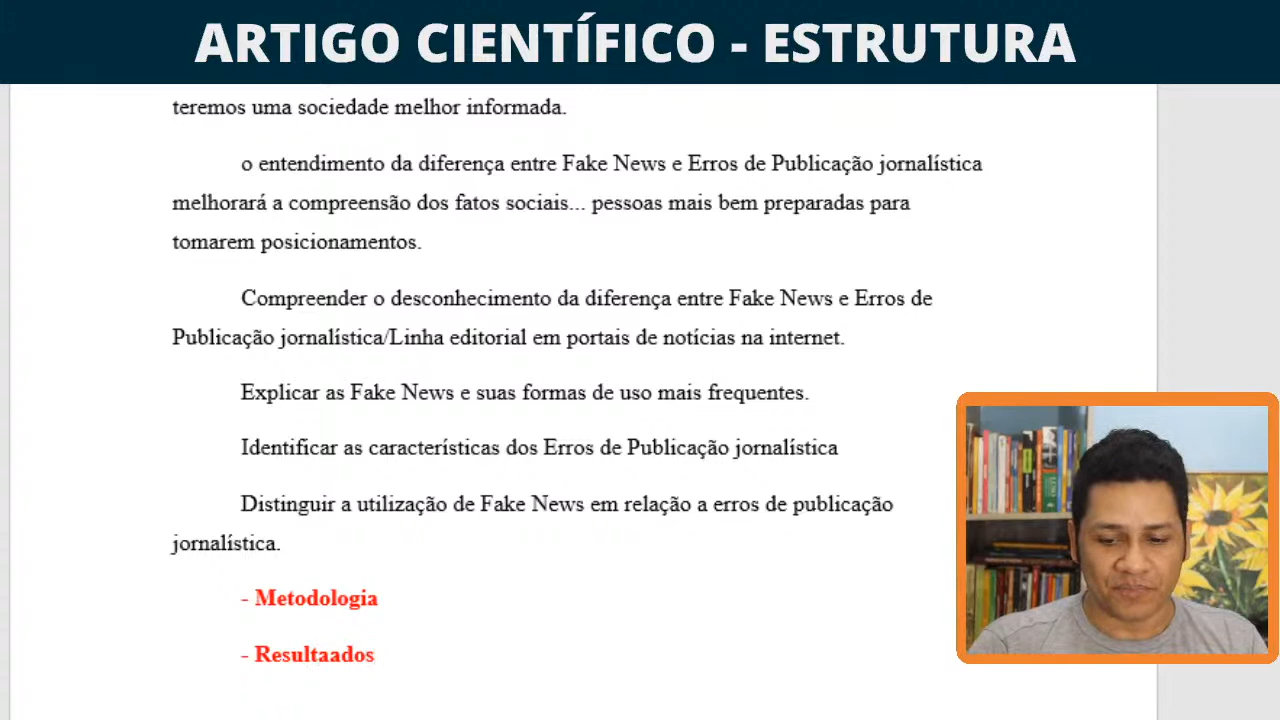 ARTIGO CIENTÍFICO - ESTRUTURA
teremos uma sociedade melhor informada.
o entendimento da diferença entre Fake News e Erros de Publicação jornalística
melhorará a compreensão dos fatos sociais... pessoas mais bem preparadas para
tomarem posicionamentos.
Compreender o desconhecimento da diferença entre Fake News e Erros de
Publicação jornalística/Linha editorial em portais de notícias na internet.
Explicar as Fake News e suas formas de uso mais frequentes.
Identificar as características dos Erros de Publicação jornalística
Distinguir a utilização de Fake News em relação a erros de publicação
jornalística.
- Metodologia
- Resultaados